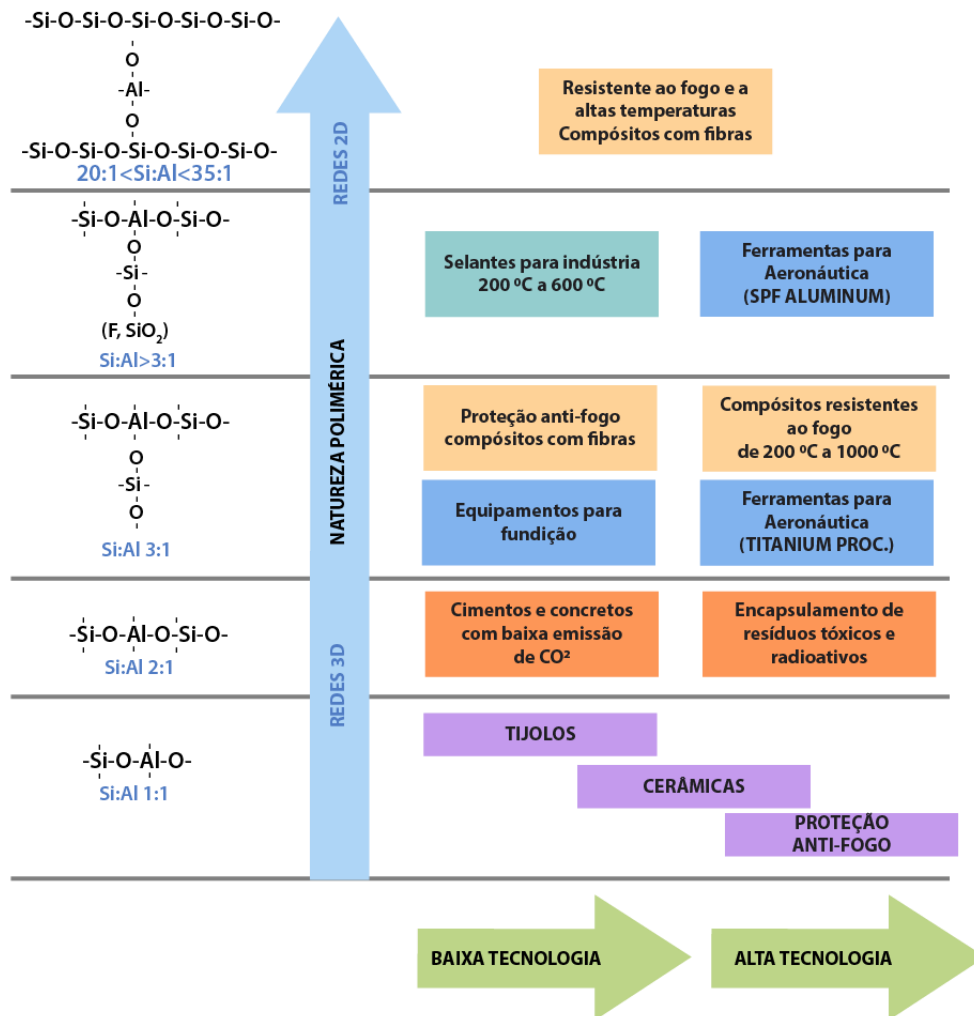 -Si-O-Si-O-Si-O-Si-O-Si-O-
O
-Al-
O
-Si-O-Si-O-Si-O-Si-O-Si-O-
20:1<Si:Al<35:1
REDES 2D
Resistente ao fogo e a
altas temperaturas
Compósitos com fibras
-Si-O-Al-O-Si-O-
O
-Si-
O
(F, SiO₂)
Si:Al>3:1
Selantes para indústria
200 ºC a 600 ºC
Ferramentas para
Aeronáutica
(SPF ALUMINUM)
NATUREZA POLIMÉRICA
-Si-O-Al-O-Si-O-
O
-Si-
O
Si:Al 3:1
Proteção anti-fogo
compósitos com fibras
Compósitos resistentes
ao fogo
de 200 ºC a 1000 ºC
Equipamentos para
fundição
Ferramentas para
Aeronáutica
(TITANIUM PROC.)
-Si-O-Al-O-Si-O-
Si:Al 2:1
REDES 3D
Cimentos e concretos
com baixa emissão
de CO²
Encapsulamento de
resíduos tóxicos e
radioativos
-Si-O-Al-O-
Si:Al 1:1
TIJOLOS
CERÂMICAS
PROTEÇÃO
ANTI-FOGO
BAIXA TECNOLOGIA
ALTA TECNOLOGIA